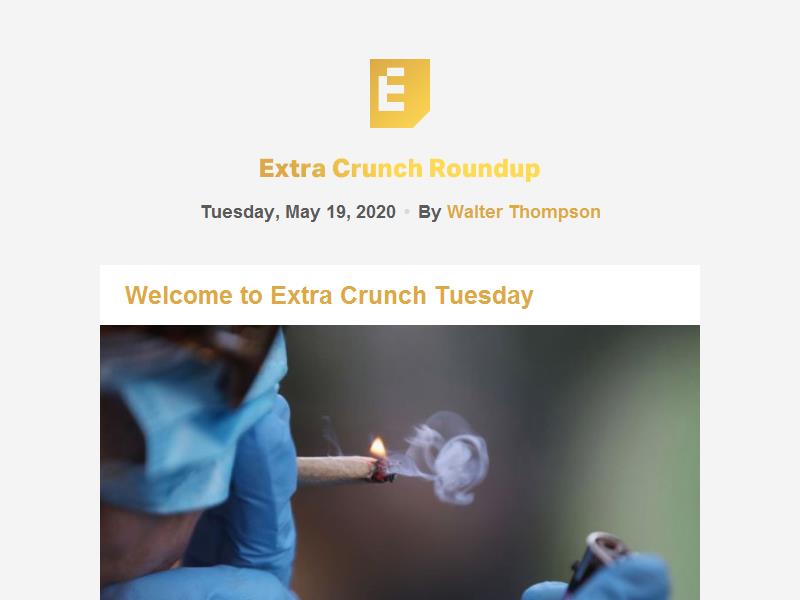 E
Extra Crunch Roundup
Tuesday, May 19, 2020 • By Walter Thompson
Welcome to Extra Crunch Tuesday